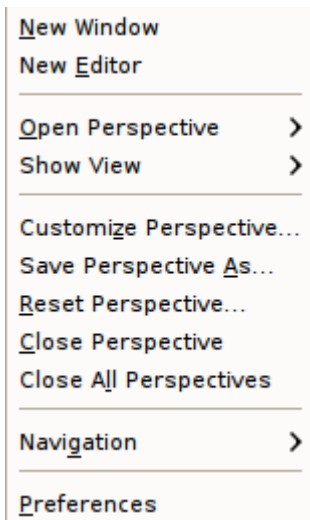 New Window
New Editor
Open Perspective
Show View
Customize Perspective...
Save Perspective As...
Reset Perspective...
Close Perspective
Close All Perspectives
Navigation
Preferences